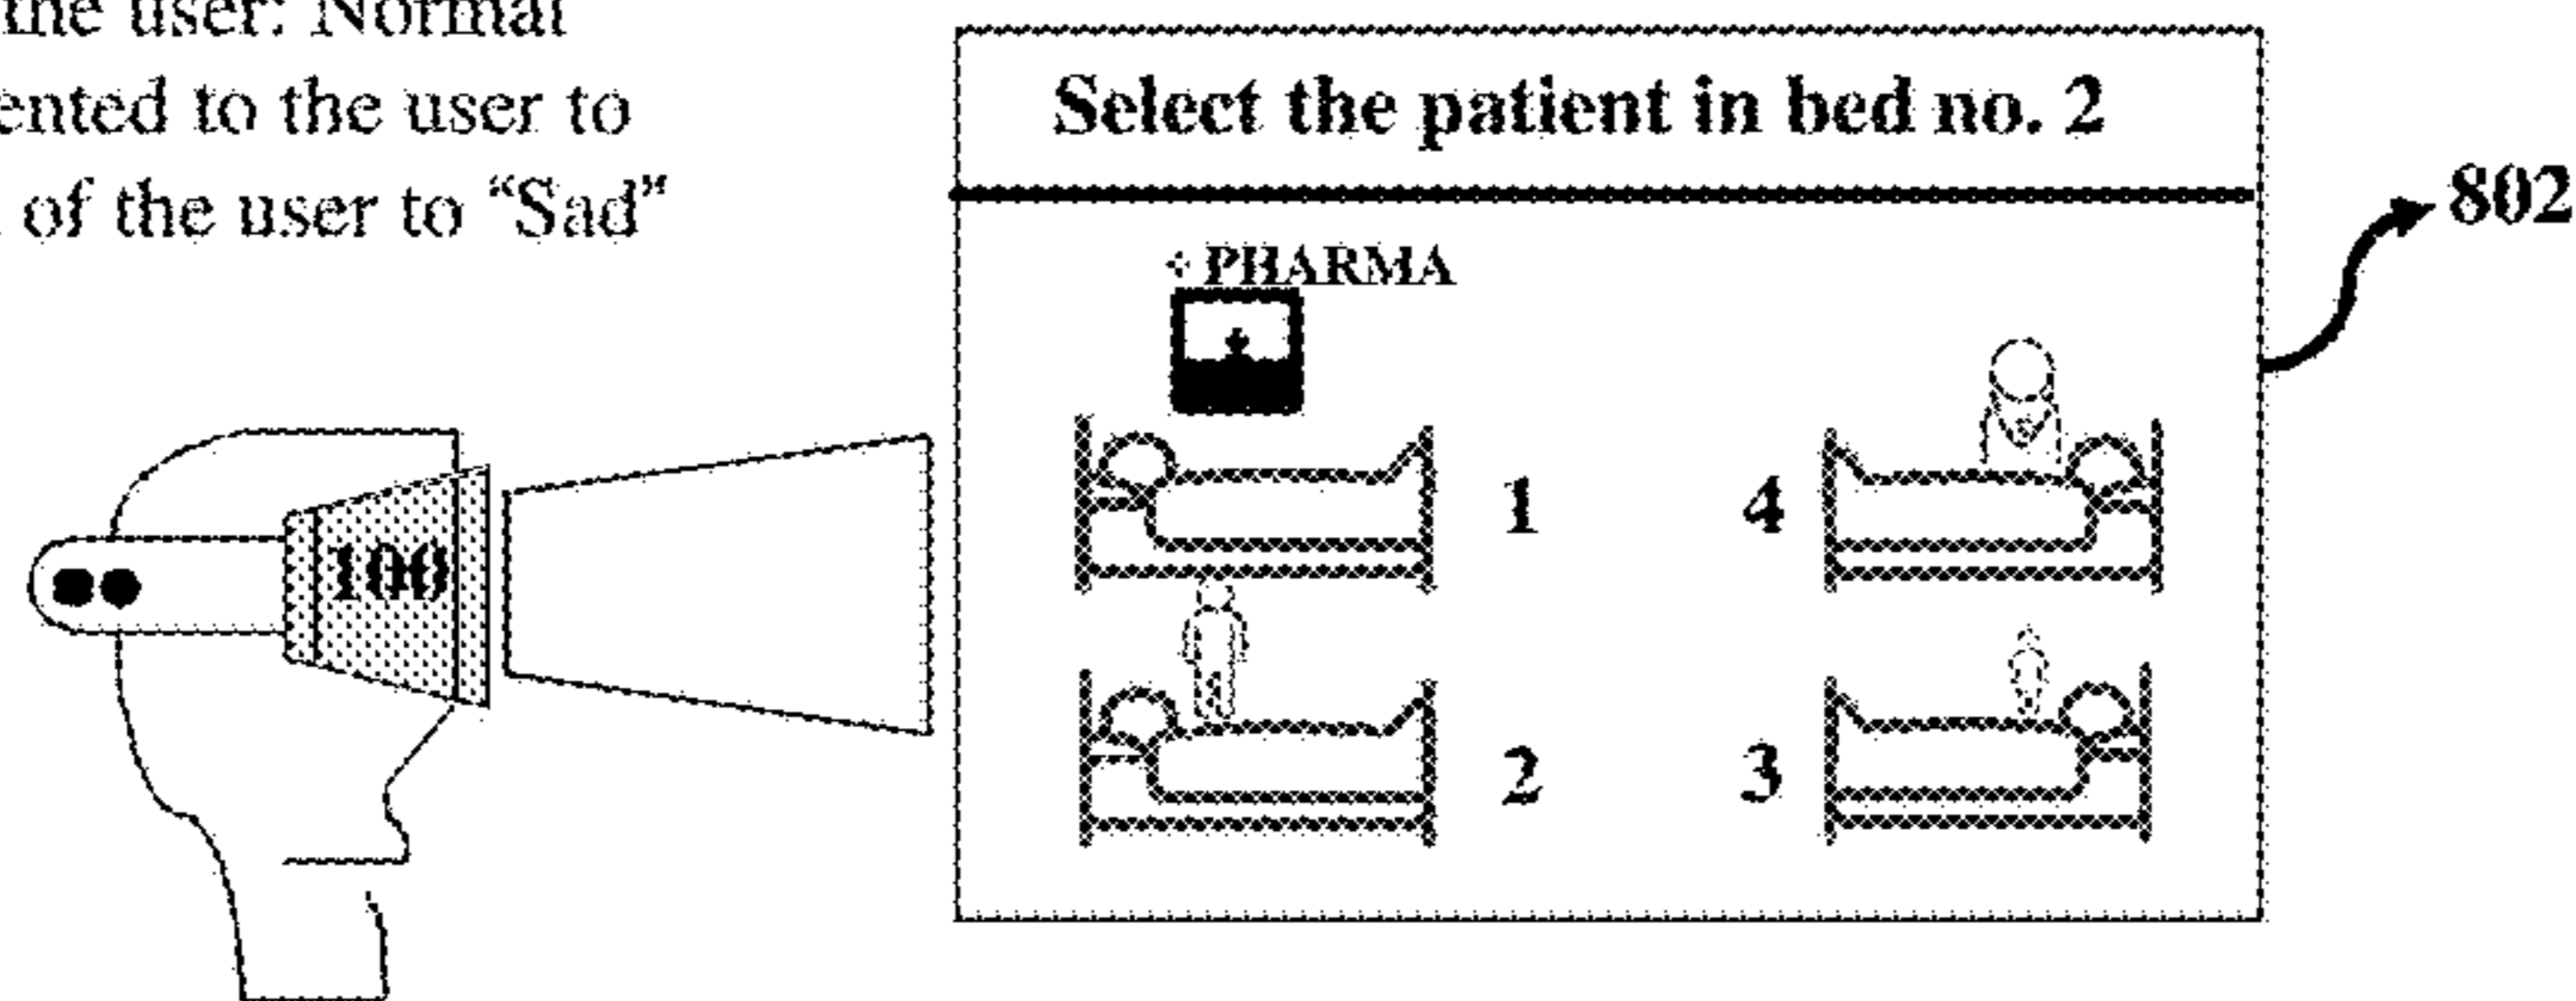 the user: Normal
ented to the user to
of the user to “Sad”
Select the patient in bed no. 2
802
PHARMA
100
1
4
2
3